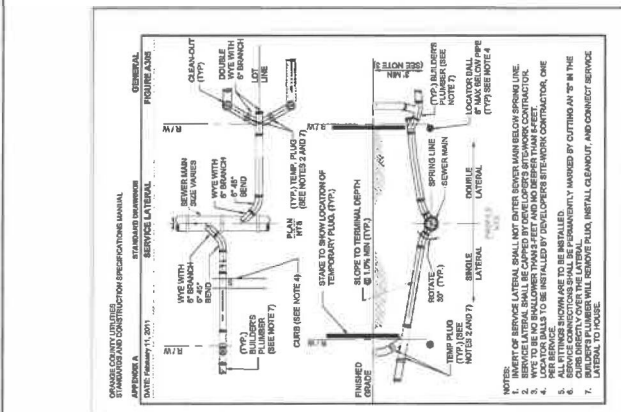 ORANGE COUNTY UTILITIES
STANDARDS AND CONSTRUCTION SPECIFICATIONS MANUAL
APPENDIX A
STANDARD DRAWINGS
GENERAL
DATE: February 11, 2011
SERVICE LATERAL
FIGURE A305
R/W
WYE WITH
6" BRANCH
6" 45°
BEND
SEWER MAIN
SIZE VARIES
WYE WITH
6" BRANCH
6" 45°
BEND
R/W
CLEAN-OUT
(TYP)
DOUBLE
WYE WITH
6" BRANCH
LOT
LINE
(TYP.)
BUILDER'S
PLUMBER
(SEE NOTE 7)
CURB (SEE NOTE 4)
PLAN
NTS
(TYP.) TEMP. PLUG
(SEE NOTES 2 AND 7)
FINISHED
GRADE
STAKE TO SHOW LOCATION OF
TEMPORARY PLUG. (TYP.)
SLOPE TO TERMINAL DEPTH
@ 1.0% MIN (TYP.)
R/W
3' MIN
(SEE NOTE 3)
(TYP.) BUILDER'S
PLUMBER (SEE
NOTE 7)
TEMP PLUG
(TYP.) (SEE
NOTES 2 AND 7)
ROTATE
30° (TYP.)
SPRING LINE
SEWER MAIN
LOCATOR BALL
6" MAX BELOW PIPE
(TYP) SEE NOTE 4
SINGLE
LATERAL
DOUBLE
LATERAL
NOTES:
1. INVERT OF SERVICE LATERAL SHALL NOT ENTER SEWER MAIN BELOW SPRING LINE.
2. SERVICE LATERAL SHALL BE CAPPED BY DEVELOPER'S SITE-WORK CONTRACTOR.
3. WYE TO BE NO SHALLOWER THAN 3-FEET AND NO DEEPER THAN 5-FEET.
4. LOCATOR BALLS TO BE INSTALLED BY DEVELOPER'S SITE-WORK CONTRACTOR, ONE
PER SERVICE.
5. ALL FITTINGS SHOWN ARE TO BE INSTALLED.
6. SERVICE CONNECTIONS SHALL BE PERMANENTLY MARKED BY CUTTING AN "S" IN THE
CURB DIRECTLY OVER THE LATERAL.
7. BUILDER'S PLUMBER WILL REMOVE PLUG, INSTALL CLEANOUT, AND CONNECT SERVICE
LATERAL TO HOUSE.